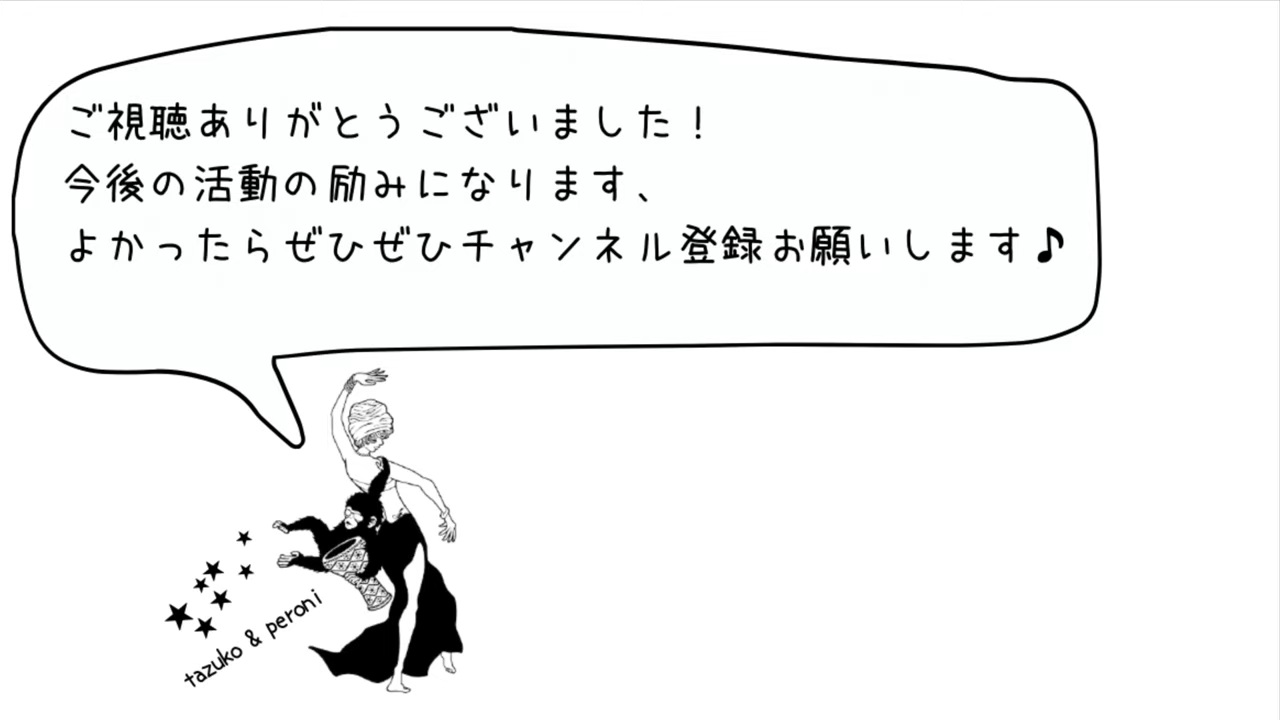 ご視聴ありがとうございました！
今後の活動の励みになります、
よかったらぜひぜひチャンネル登録お願いします♪
tazuko & peroni